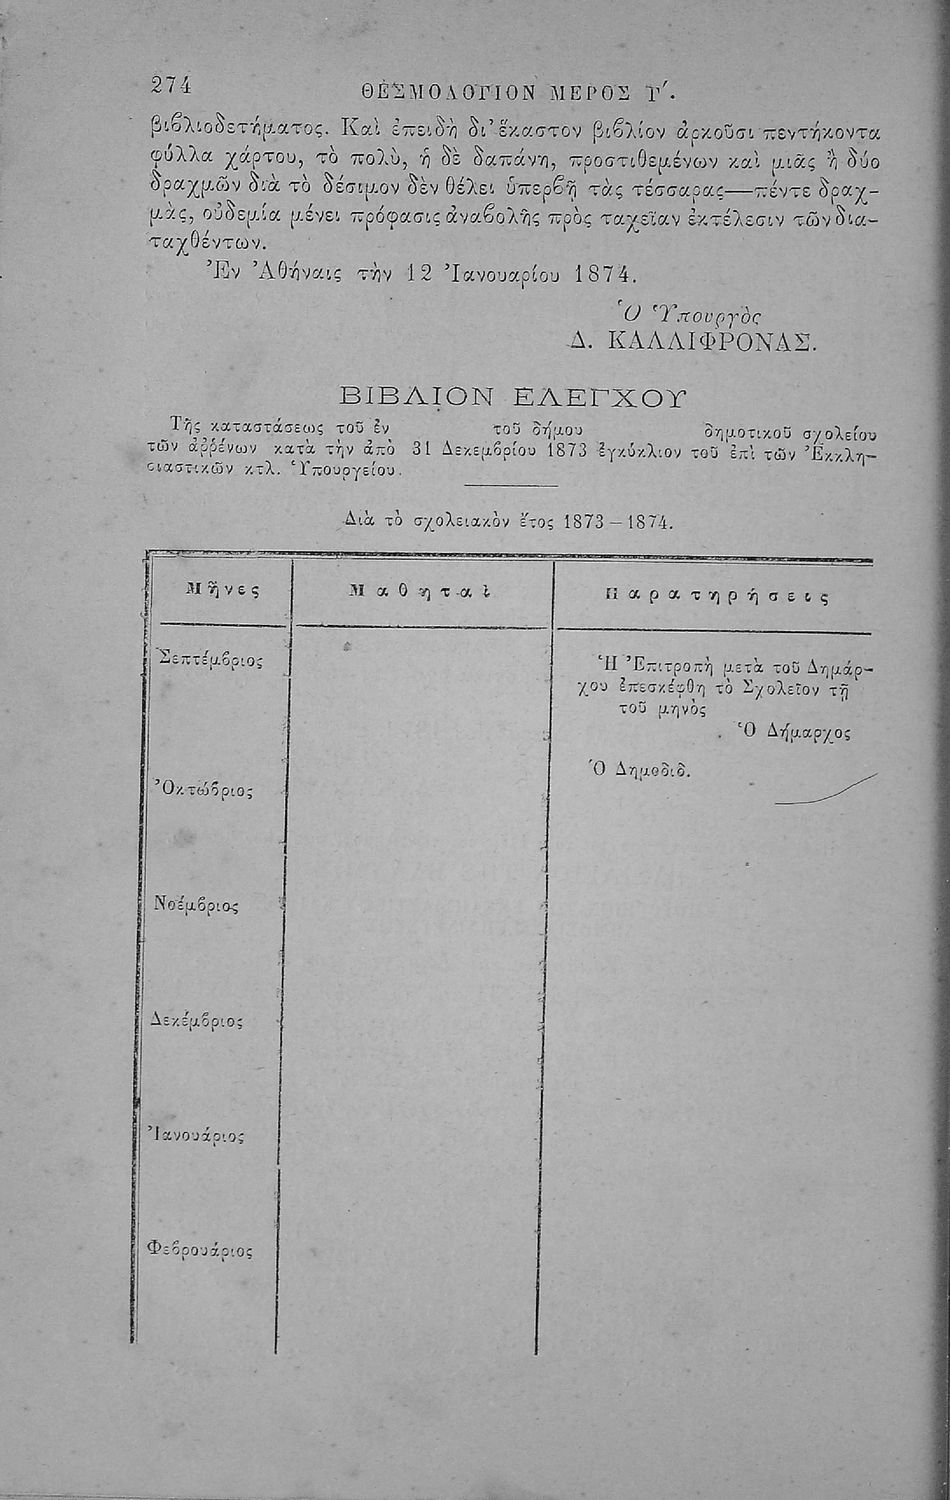 274
ΘΕΣΜΟΛΟΓΙΟΝ ΜΕΡΟΣ Γ΄.
βιβλιοδετήματος. Καὶ ἐπειδὴ δι' ἕκαστον βιβλίον ἀρκοῦσι πεντήκοντα
φύλλα χάρτου, τὸ πολὺ, ἡ δὲ δαπάνη, προστιθεμένων καὶ μιᾶς ἢ δύο
δραχμῶν διὰ τὸ δέσιμον δὲν θέλει ὑπερβῆ τὰς τέσσαρας—πέντε δραχ-
μὰς, οὐδεμία μένει πρόφασις ἀναβολῆς πρὸς ταχεῖαν ἐκτέλεσιν τῶν δια-
ταχθέντων.
Ἐν Ἀθήναις τὴν 12 Ἰανουαρίου 1874.
Ὁ Ὑπουργὸς
Δ. ΚΑΛΛΙΦΡΟΝΑΣ.
ΒΙΒΛΙΟΝ ΕΛΕΓΧΟΥ
Τῆς καταστάσεως τοῦ ἐν τοῦ δήμου δημοτικοῦ σχολείου
τῶν ἀῤῥένων κατὰ τὴν ἀπὸ 31 Δεκεμβρίου 1873 ἐγκύκλιον τοῦ ἐπὶ τῶν Ἐκκλη-
σιαστικῶν κτλ. Ὑπουργείου.
Διὰ τὸ σχολειακὸν ἔτος 1873 – 1874.
Μῆνες Μαθηταὶ Παρατηρήσεις
Σεπτέμβριος
Ἡ Ἐπιτροπὴ μετὰ τοῦ Δημάρ-
χου ἐπεσκέφθη τὸ Σχολεῖον τῇ
τοῦ μηνὸς
Ὁ Δήμαρχος
Ὁ Δημοδιδ.
Ὀκτώβριος
Νοέμβριος
Δεκέμβριος
Ἰανουάριος
Φεβρουάριος